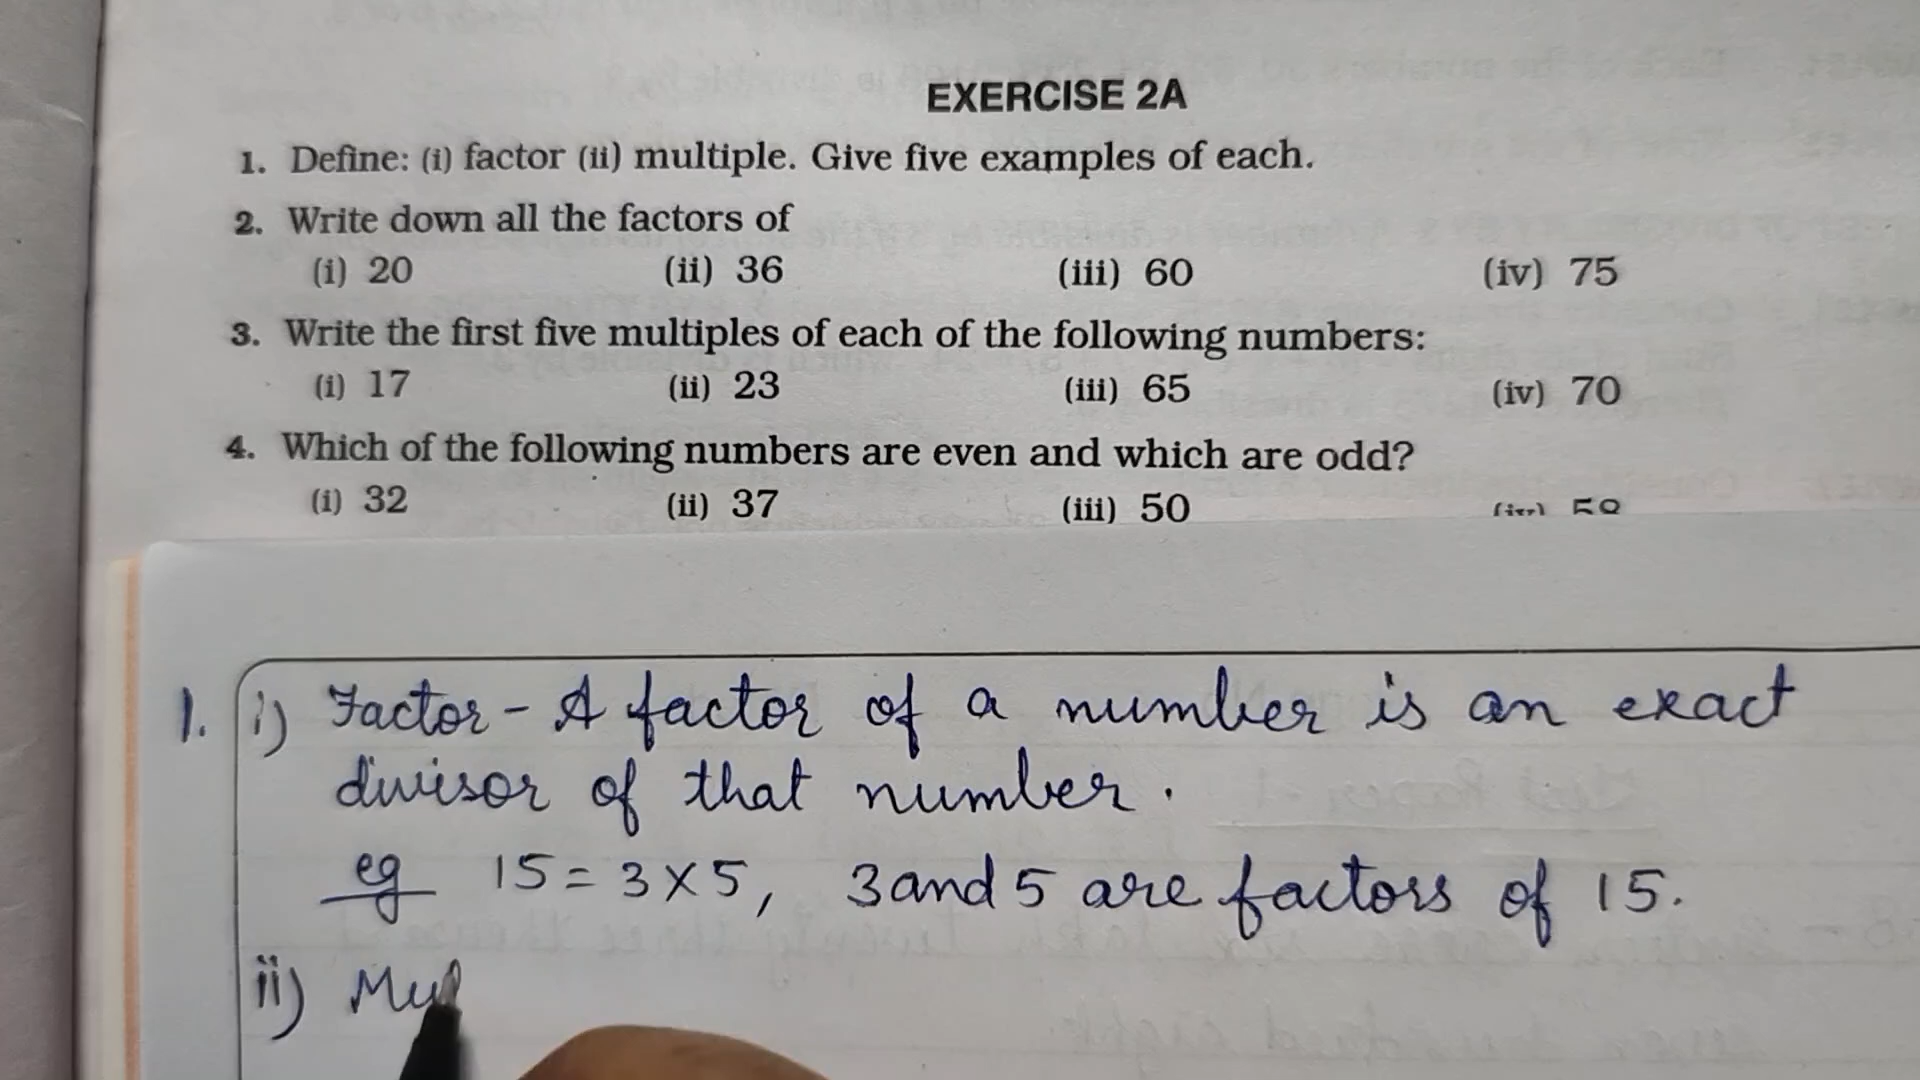 EXERCISE 2A
1. Define: (i) factor (ii) multiple. Give five examples of each.
2. Write down all the factors of
(i) 20 (ii) 36 (iii) 60 (iv) 75
3. Write the first five multiples of each of the following numbers:
(i) 17 (ii) 23 (iii) 65 (iv) 70
4. Which of the following numbers are even and which are odd?
(i) 32 (ii) 37 (iii) 50
1. i) Factor - A factor of a number is an exact
divisor of that number.
eg 15 = 3 × 5, 3 and 5 are factors of 15.
ii) Mul